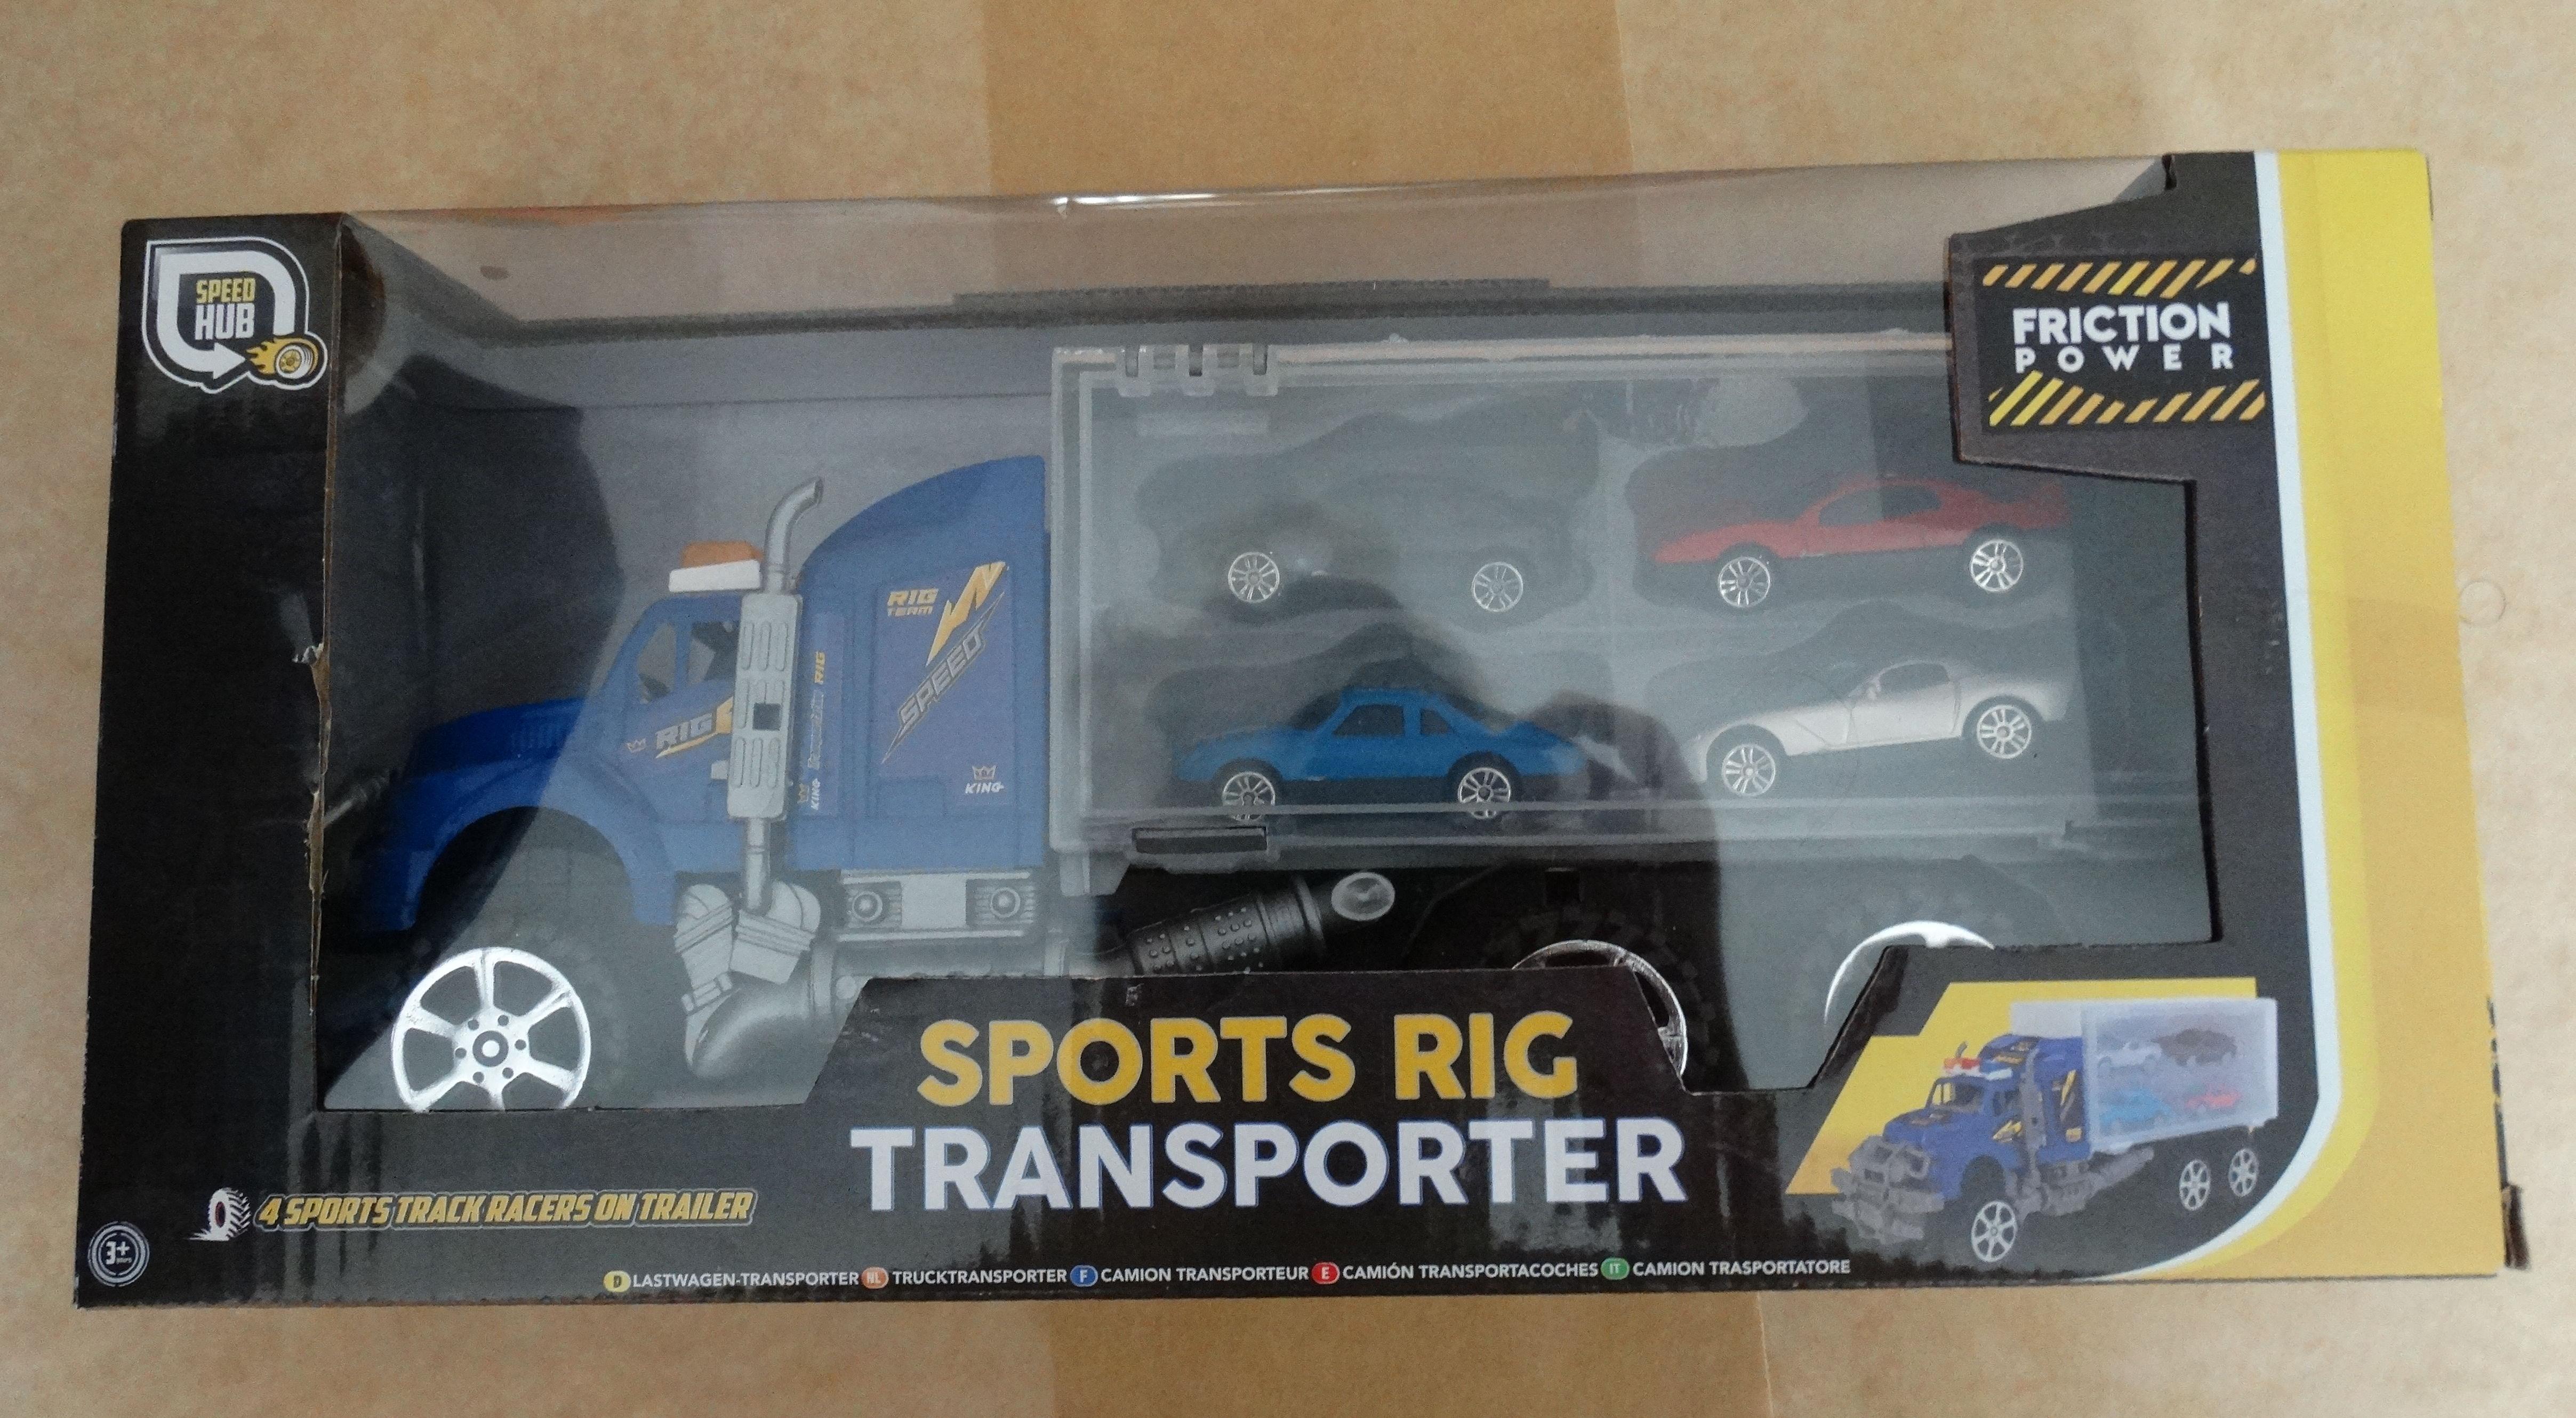 SPEED
HUB
FRICTION
POWER
RIG
TEAM
SPEED
RIG
RIG
KING
KING
SPORTS RIG
TRANSPORTER
4 SPORTS TRACK RACERS ON TRAILER
3+
years
D LASTWAGEN-TRANSPORTER NL TRUCKTRANSPORTER F CAMION TRANSPORTEUR E CAMIÓN TRANSPORTACOCHES IT CAMION TRASPORTATORE